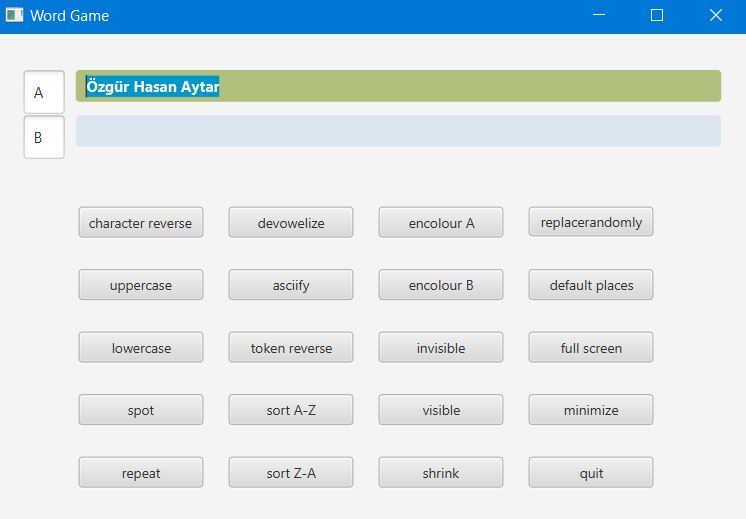 Word Game
A Özgür Hasan Aytar
B
character reverse devowelize encolour A replacerandomly
uppercase asciify encolour B default places
lowercase token reverse invisible full screen
spot sort A-Z visible minimize
repeat sort Z-A shrink quit